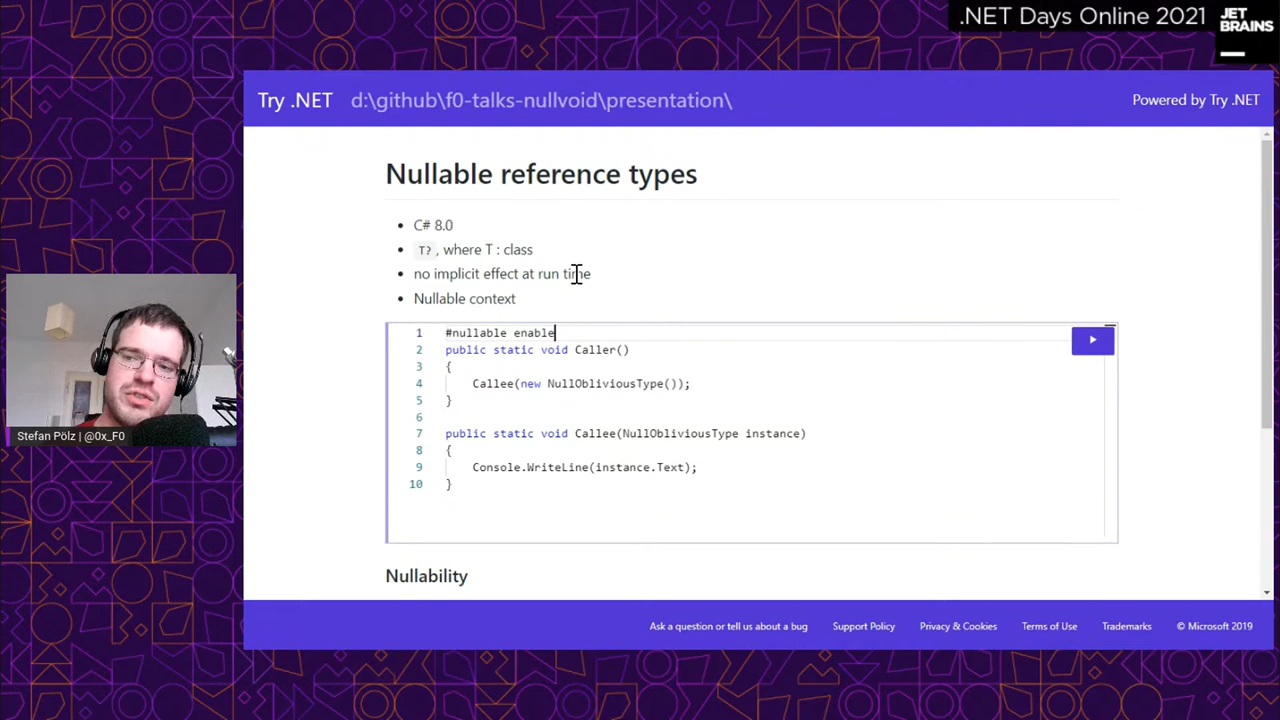 .NET Days Online 2021
JET
BRAINS
Try .NET d:\github\f0-talks-nullvoid\presentation\
Powered by Try .NET
Nullable reference types
• C# 8.0
• T? , where T : class
• no implicit effect at run time
• Nullable context
1 #nullable enable
2 public static void Caller()
3 {
4 Callee(new NullObliviousType());
5 }
6
7 public static void Callee(NullObliviousType instance)
8 {
9 Console.WriteLine(instance.Text);
10 }
Nullability
Stefan Pölz | @0x_F0
Ask a question or tell us about a bug Support Policy Privacy & Cookies Terms of Use Trademarks © Microsoft 2019